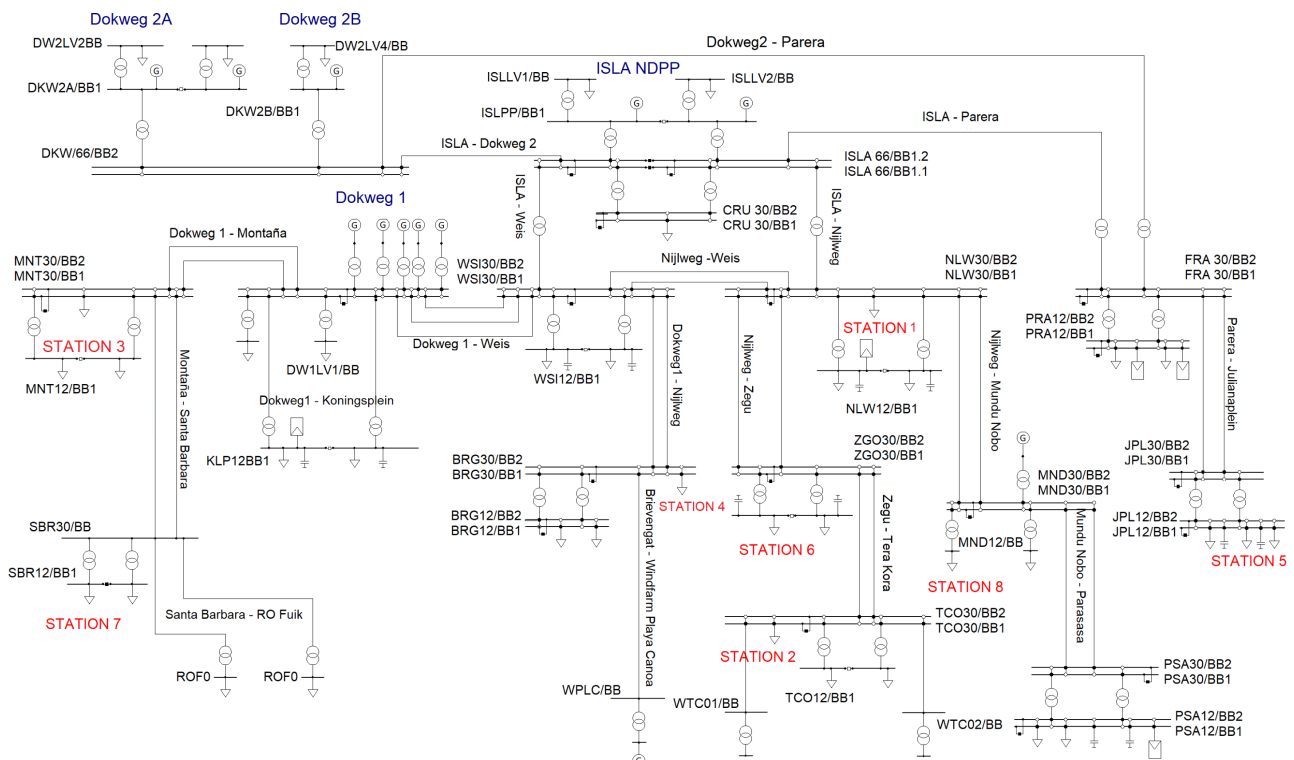 Dokweg 2A
Dokweg 2B
DW2LV2BB
DW2LV4/BB
Dokweg2 - Parera
G
G
G
DKW2A/BB1
DKW2B/BB1
ISLA NDPP
ISLLV1/BB
ISLLV2/BB
G
G
ISLPP/BB1
ISLA - Parera
DKW/66/BB2
ISLA - Dokweg 2
ISLA 66/BB1.2
ISLA 66/BB1.1
ISLA - Weis
ISLA - Nijlweg
CRU 30/BB2
CRU 30/BB1
Dokweg 1
G
G
G
G
G
Dokweg 1 - Montaña
MNT30/BB2
MNT30/BB1
WSI30/BB2
WSI30/BB1
Nijlweg -Weis
NLW30/BB2
NLW30/BB1
FRA 30/BB2
FRA 30/BB1
STATION 3
MNT12/BB1
DW1LV1/BB
Dokweg 1 - Weis
WSI12/BB1
STATION 1
NLW12/BB1
PRA12/BB2
PRA12/BB1
Montaña - Santa Barbara
Dokweg1 - Koningsplein
KLP12BB1
Dokweg1 - Nijlweg
Nijlweg - Zegu
Nijlweg - Mundu Nobo
Parera - Julianaplein
BRG30/BB2
BRG30/BB1
ZGO30/BB2
ZGO30/BB1
G
MND30/BB2
MND30/BB1
JPL30/BB2
JPL30/BB1
STATION 4
BRG12/BB2
BRG12/BB1
STATION 6
MND12/BB
JPL12/BB2
JPL12/BB1
STATION 5
SBR30/BB
SBR12/BB1
STATION 7
Brievengat - Windfarm Playa Canoa
Zegu - Tera Kora
STATION 8
Mundu Nobo - Parasasa
Santa Barbara - RO Fuik
TCO30/BB2
TCO30/BB1
STATION 2
TCO12/BB1
ROF0
ROF0
PSA30/BB2
PSA30/BB1
WPLC/BB
WTC01/BB
WTC02/BB
PSA12/BB2
PSA12/BB1
G